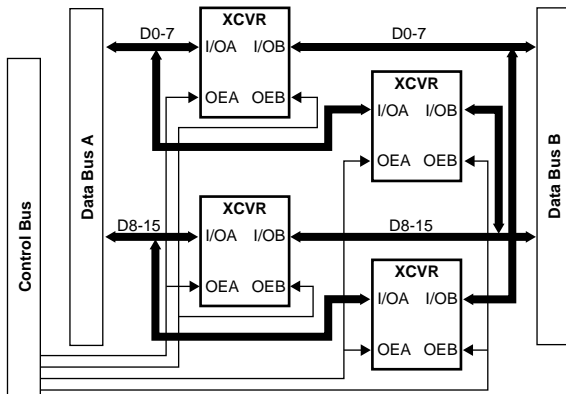 D0-7
XCVR
D0-7
I/OA I/OB
XCVR
OEA OEB
I/OA I/OB
OEA OEB
Data Bus A
Data Bus B
Control Bus
D8-15
XCVR
D8-15
I/OA I/OB
XCVR
OEA OEB
I/OA I/OB
OEA OEB